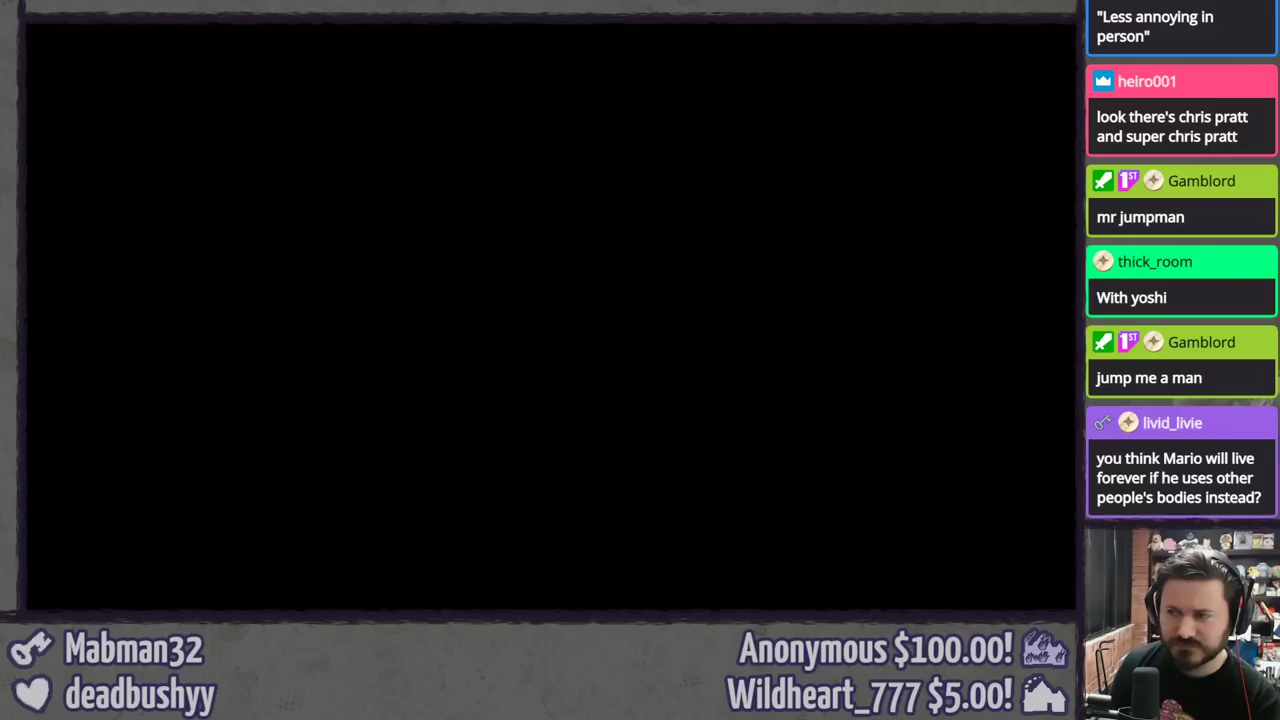 "Less annoying in
person"
heiro001
look there's chris pratt
and super chris pratt
1ST Gamblord
mr jumpman
thick_room
With yoshi
1ST Gamblord
jump me a man
livid_livie
you think Mario will live
forever if he uses other
people's bodies instead?
Mabman32
deadbushyy
Anonymous $100.00!
Wildheart_777 $5.00!